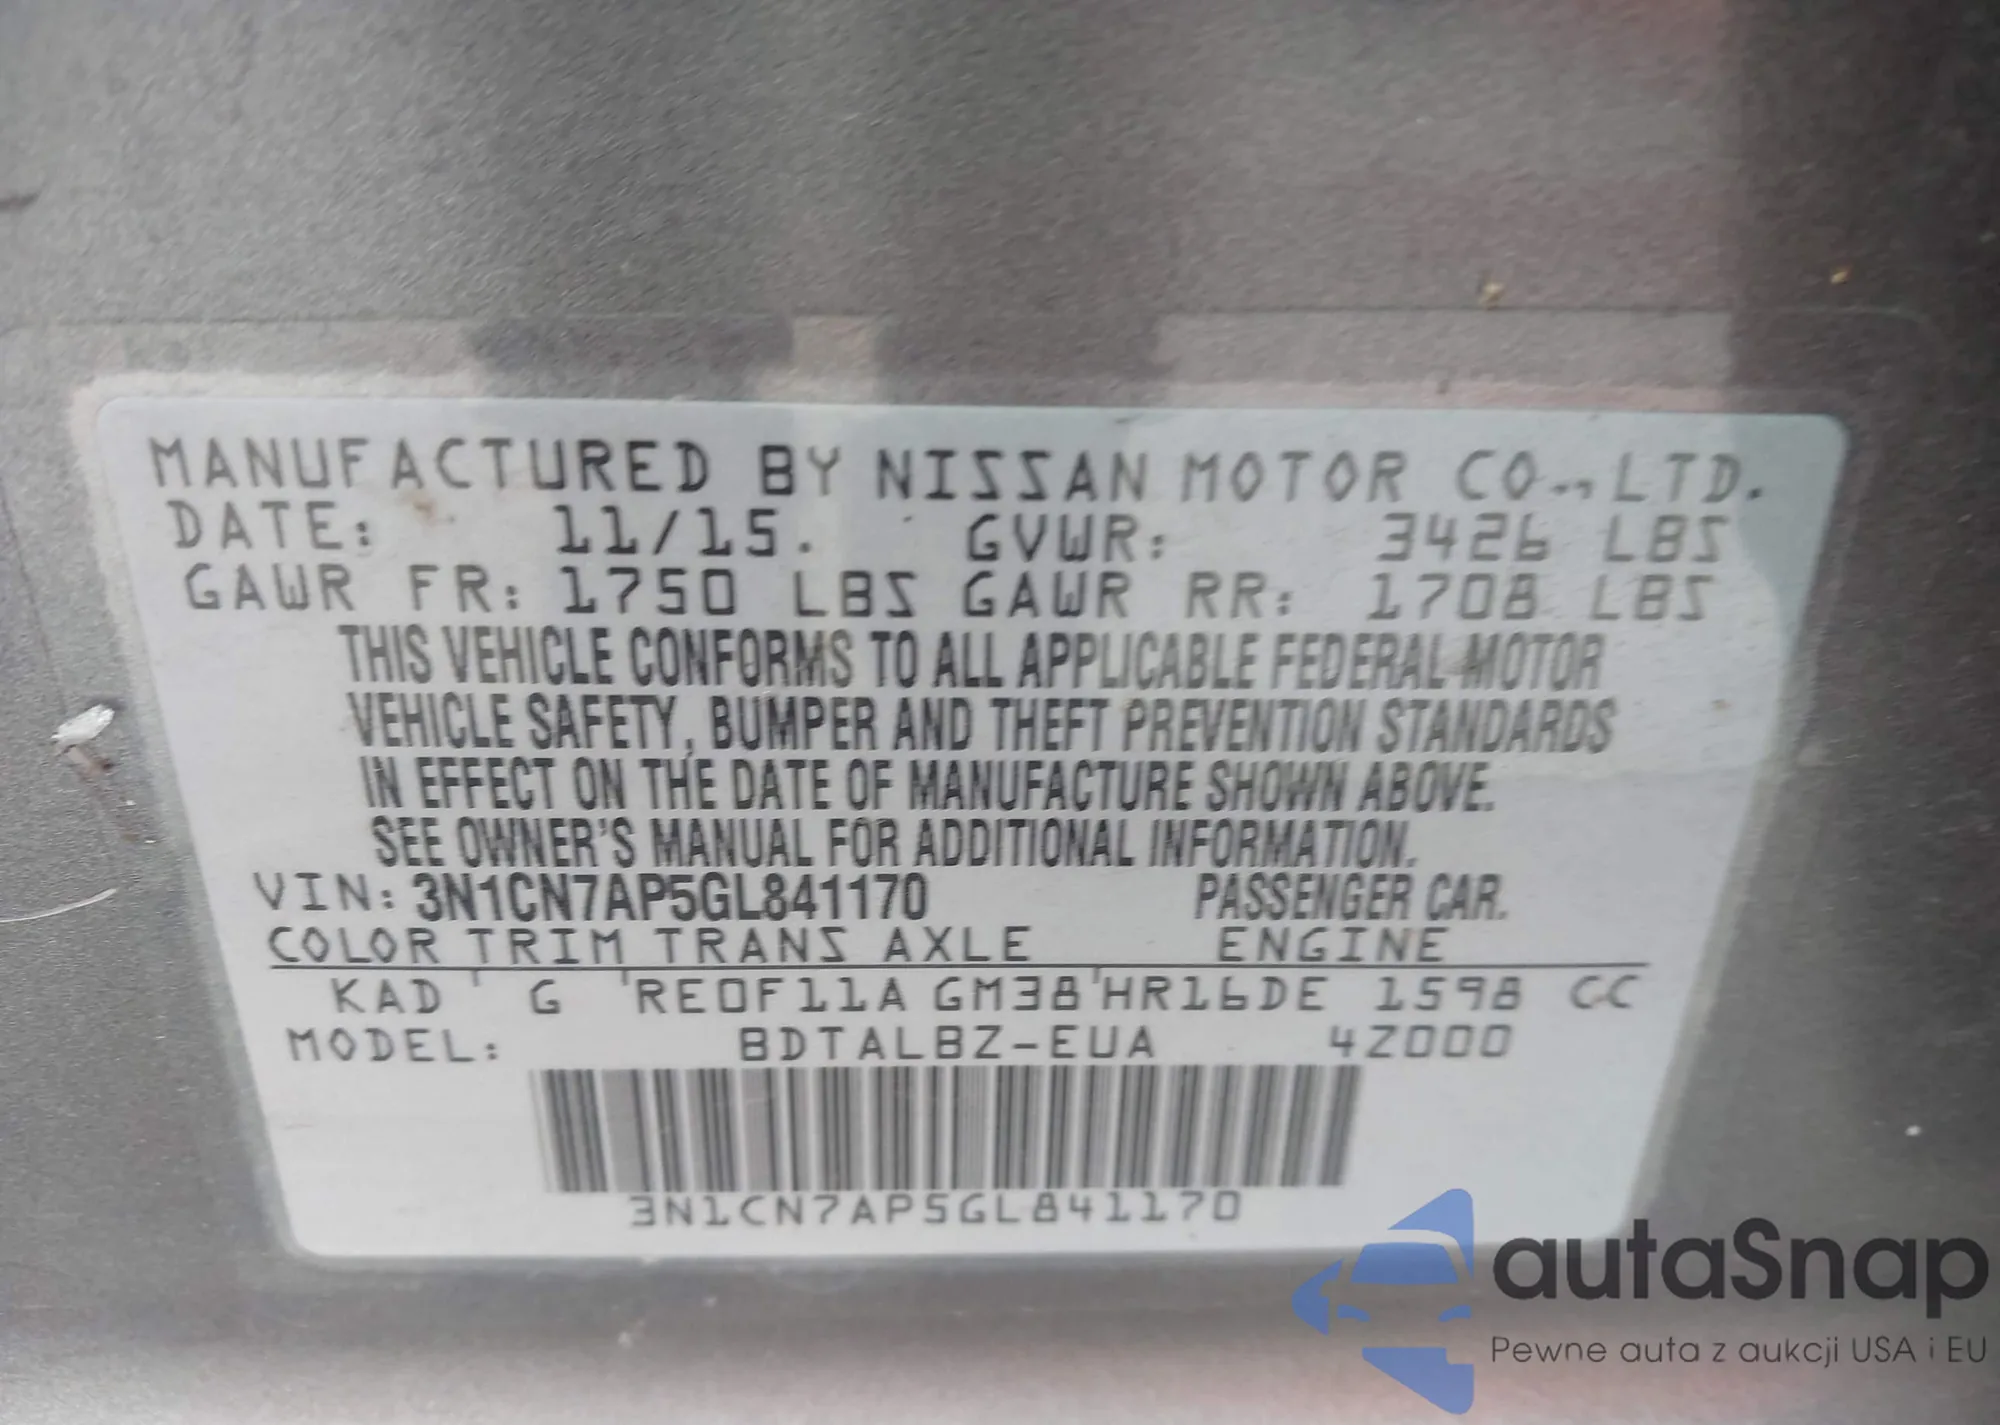 MANUFACTURED BY NISSAN MOTOR CO., LTD.
DATE: 11/15. GVWR: 3426 LBS
GAWR FR: 1750 LBS GAWR RR: 1708 LBS
THIS VEHICLE CONFORMS TO ALL APPLICABLE FEDERAL MOTOR
VEHICLE SAFETY, BUMPER AND THEFT PREVENTION STANDARDS
IN EFFECT ON THE DATE OF MANUFACTURE SHOWN ABOVE.
SEE OWNER'S MANUAL FOR ADDITIONAL INFORMATION.
VIN: 3N1CN7AP5GL841170 PASSENGER CAR.
COLOR TRIM TRANS AXLE ENGINE
KAD G RE0F11A GM38 HR16DE 1598 CC
MODEL: BDTALBZ-EUA 4Z000
3N1CN7AP5GL841170
autaSnap
Pewne auta z aukcji USA i EU